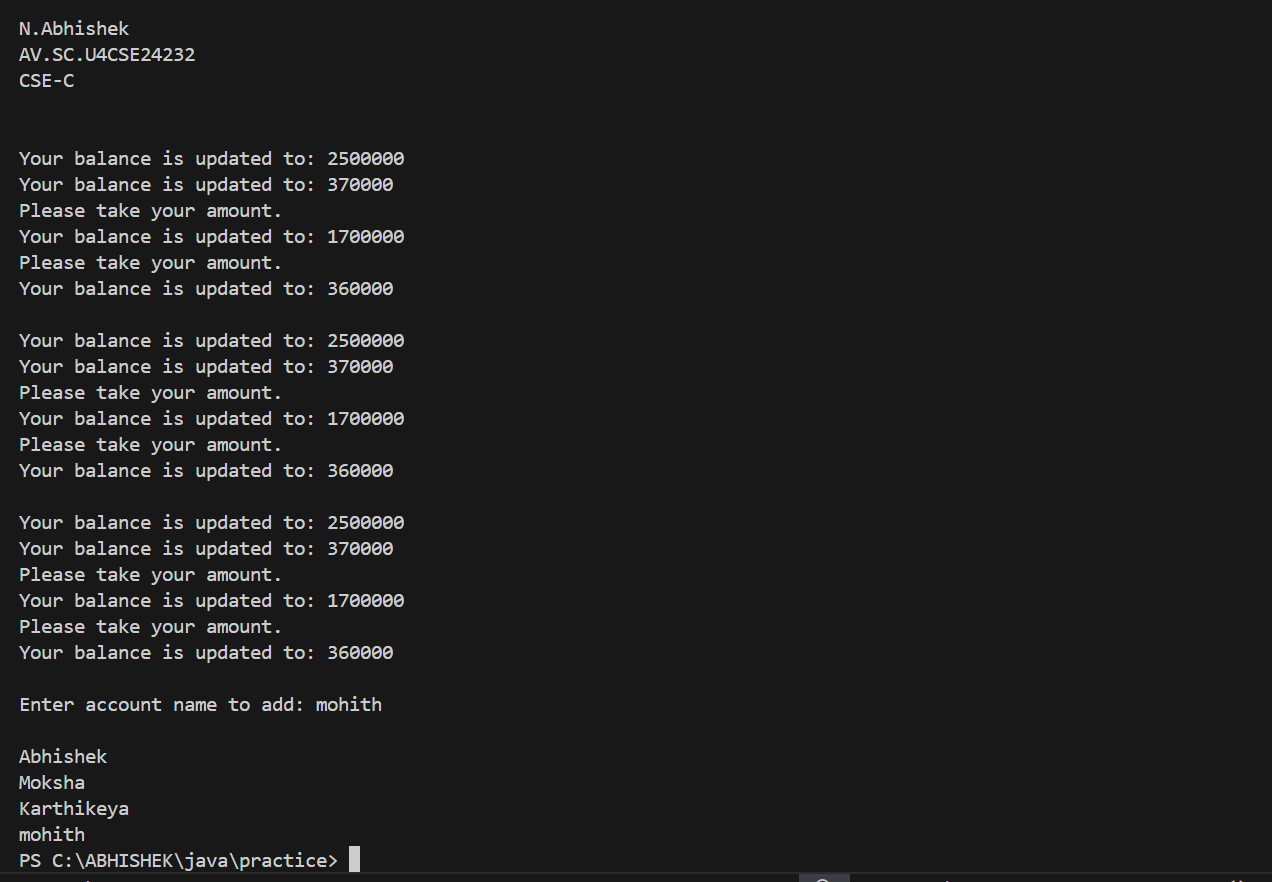 N.Abhishek
AV.SC.U4CSE24232
CSE-C
Your balance is updated to: 2500000
Your balance is updated to: 370000
Please take your amount.
Your balance is updated to: 1700000
Please take your amount.
Your balance is updated to: 360000
Your balance is updated to: 2500000
Your balance is updated to: 370000
Please take your amount.
Your balance is updated to: 1700000
Please take your amount.
Your balance is updated to: 360000
Your balance is updated to: 2500000
Your balance is updated to: 370000
Please take your amount.
Your balance is updated to: 1700000
Please take your amount.
Your balance is updated to: 360000
Enter account name to add: mohith
Abhishek
Moksha
Karthikeya
mohith
PS C:\ABHISHEK\java\practice>